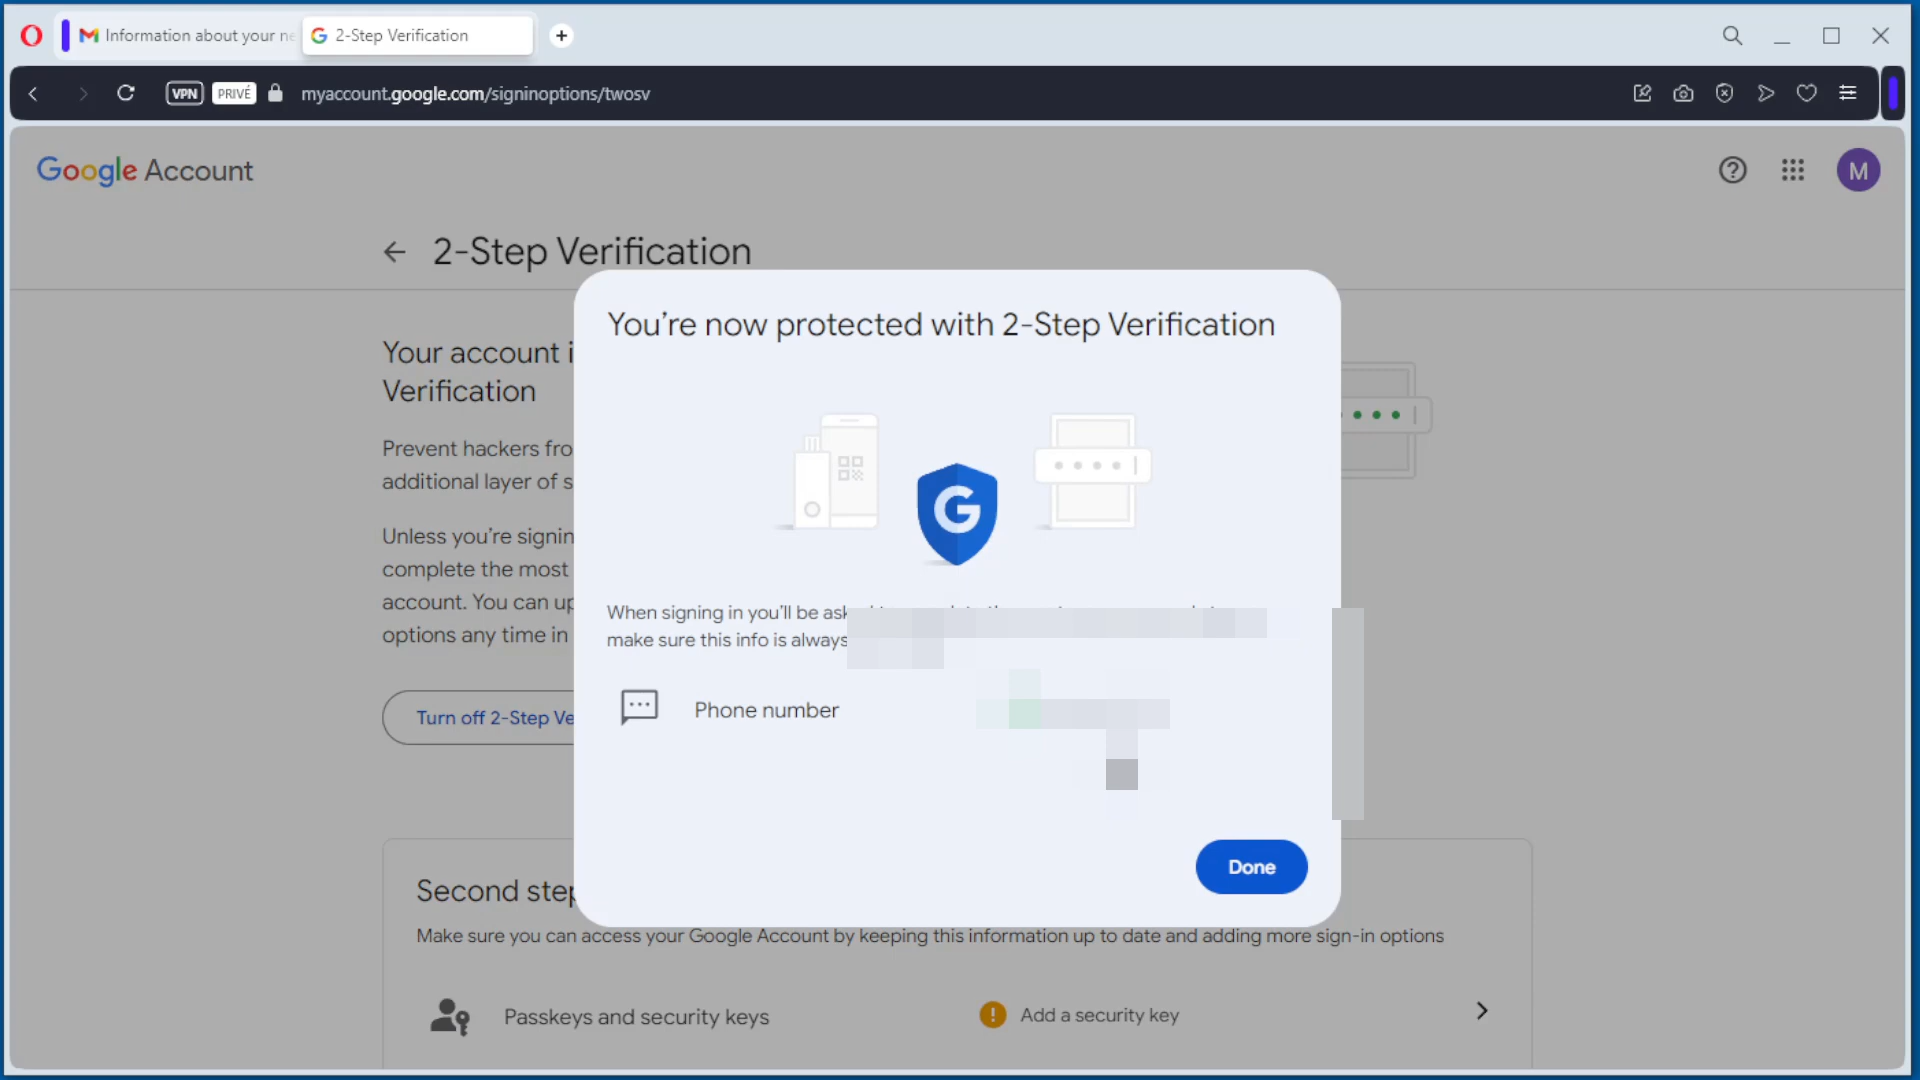 Information about your ne
2-Step Verification
VPN PRIVÉ myaccount.google.com/signinoptions/twosv
Google Account
M
2-Step Verification
You're now protected with 2-Step Verification
Your account i
Verification
Prevent hackers fro
additional layer of s
Unless you're signin
complete the most
account. You can up
options any time in
Turn off 2-Step Ve
When signing in you'll be
make sure this info is always
Phone number
Done
Second step
Make sure you can access your Google Account by keeping this information up to date and adding more sign-in options
Passkeys and security keys
Add a security key